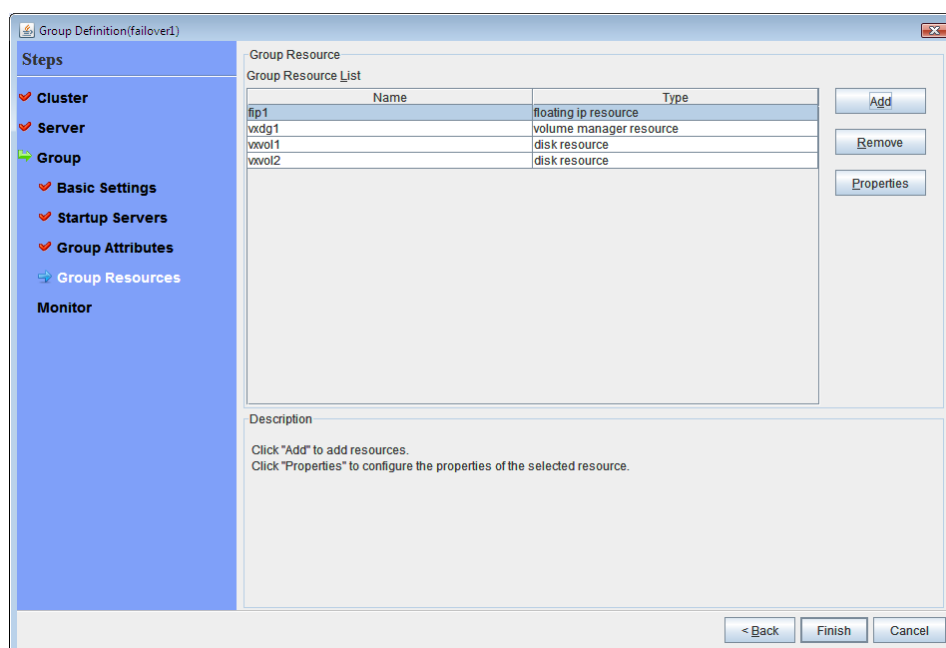 Group Definition(failover1)
Steps
Cluster
Server
Group
Basic Settings
Startup Servers
Group Attributes
Group Resources
Monitor
Group Resource
Group Resource List
Name Type
fip1 floating ip resource
vxdg1 volume manager resource
vxvol1 disk resource
vxvol2 disk resource
Add
Remove
Properties
Description
Click "Add" to add resources.
Click "Properties" to configure the properties of the selected resource.
< Back Finish Cancel